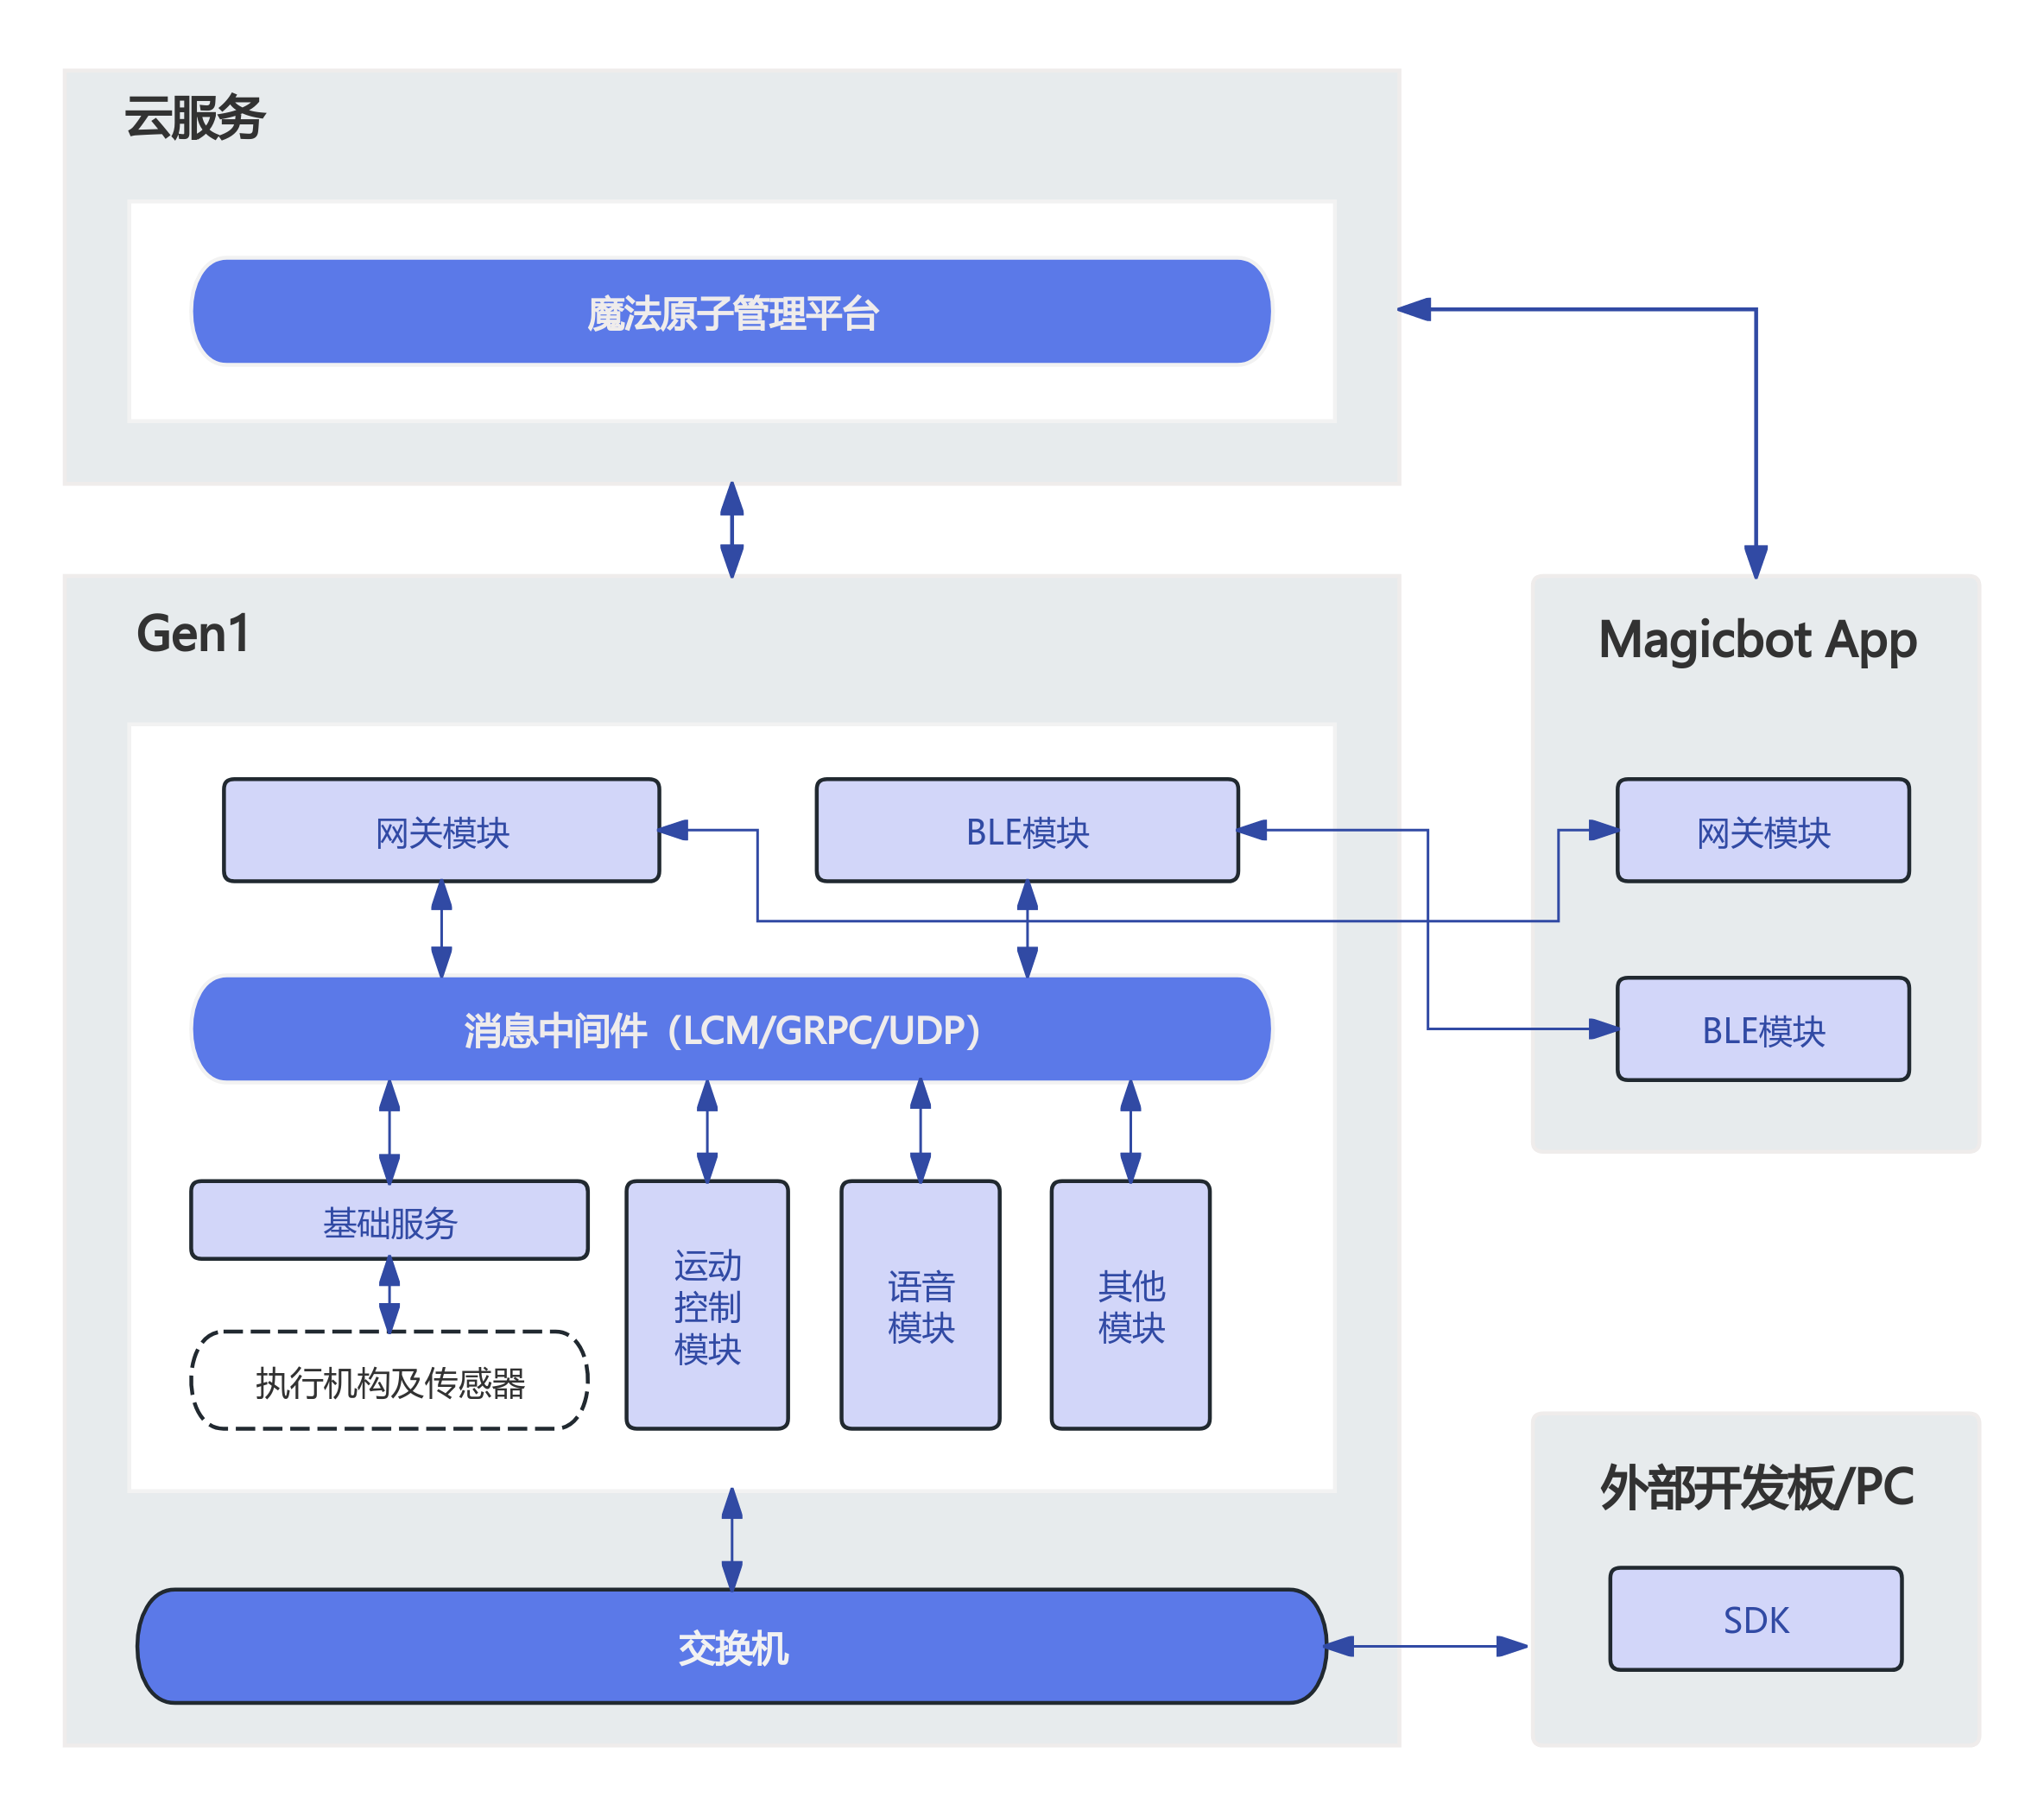 云服务
魔法原子管理平台
Gen1
Magicbot App
网关模块
BLE模块
网关模块
消息中间件（LCM/GRPC/UDP）
BLE模块
基础服务
运动
控制
模块
语音
模块
其他
模块
执行机构及传感器
外部开发板/PC
SDK
交换机